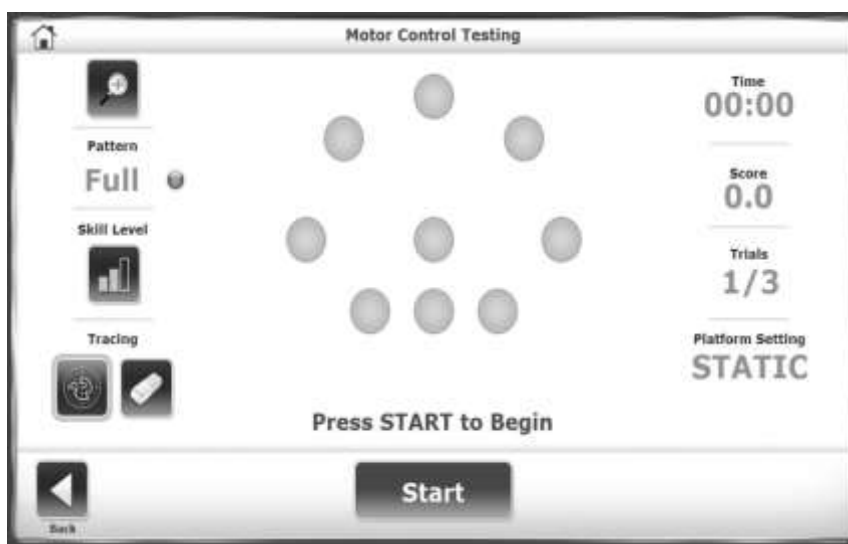 Motor Control Testing
Pattern
Full
Skill Level
Tracing
Time
00:00
Score
0.0
Trials
1/3
Platform Setting
STATIC
Press START to Begin
Back
Start